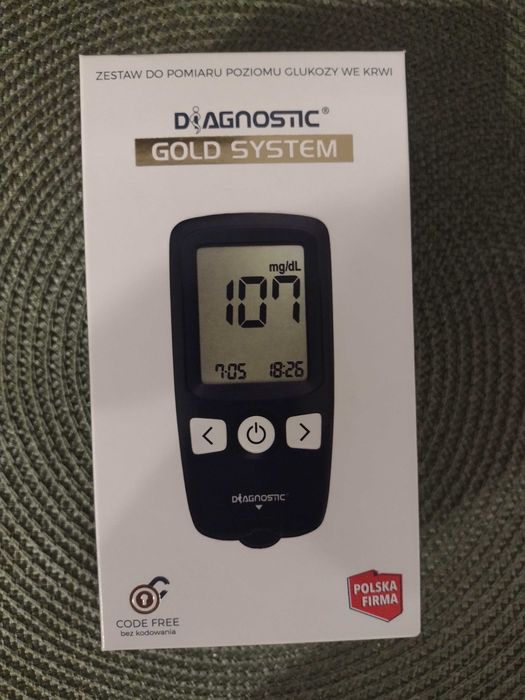 ZESTAW DO POMIARU POZIOMU GLUKOZY WE KRWI
DIAGNOSTIC®
GOLD SYSTEM
mg/dL
107
7:05 18:26
DIAGNOSTIC
CODE FREE
bez kodowania
POLSKA
FIRMA